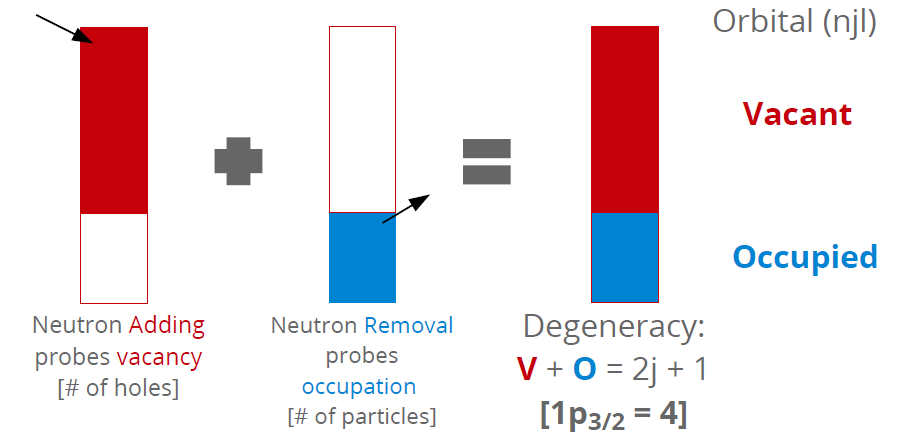 Orbital (njl)
Vacant
Occupied
Neutron Adding
probes vacancy
[# of holes]
Neutron Removal
probes
occupation
[# of particles]
Degeneracy:
V + O = 2j + 1
[1p3/2 = 4]